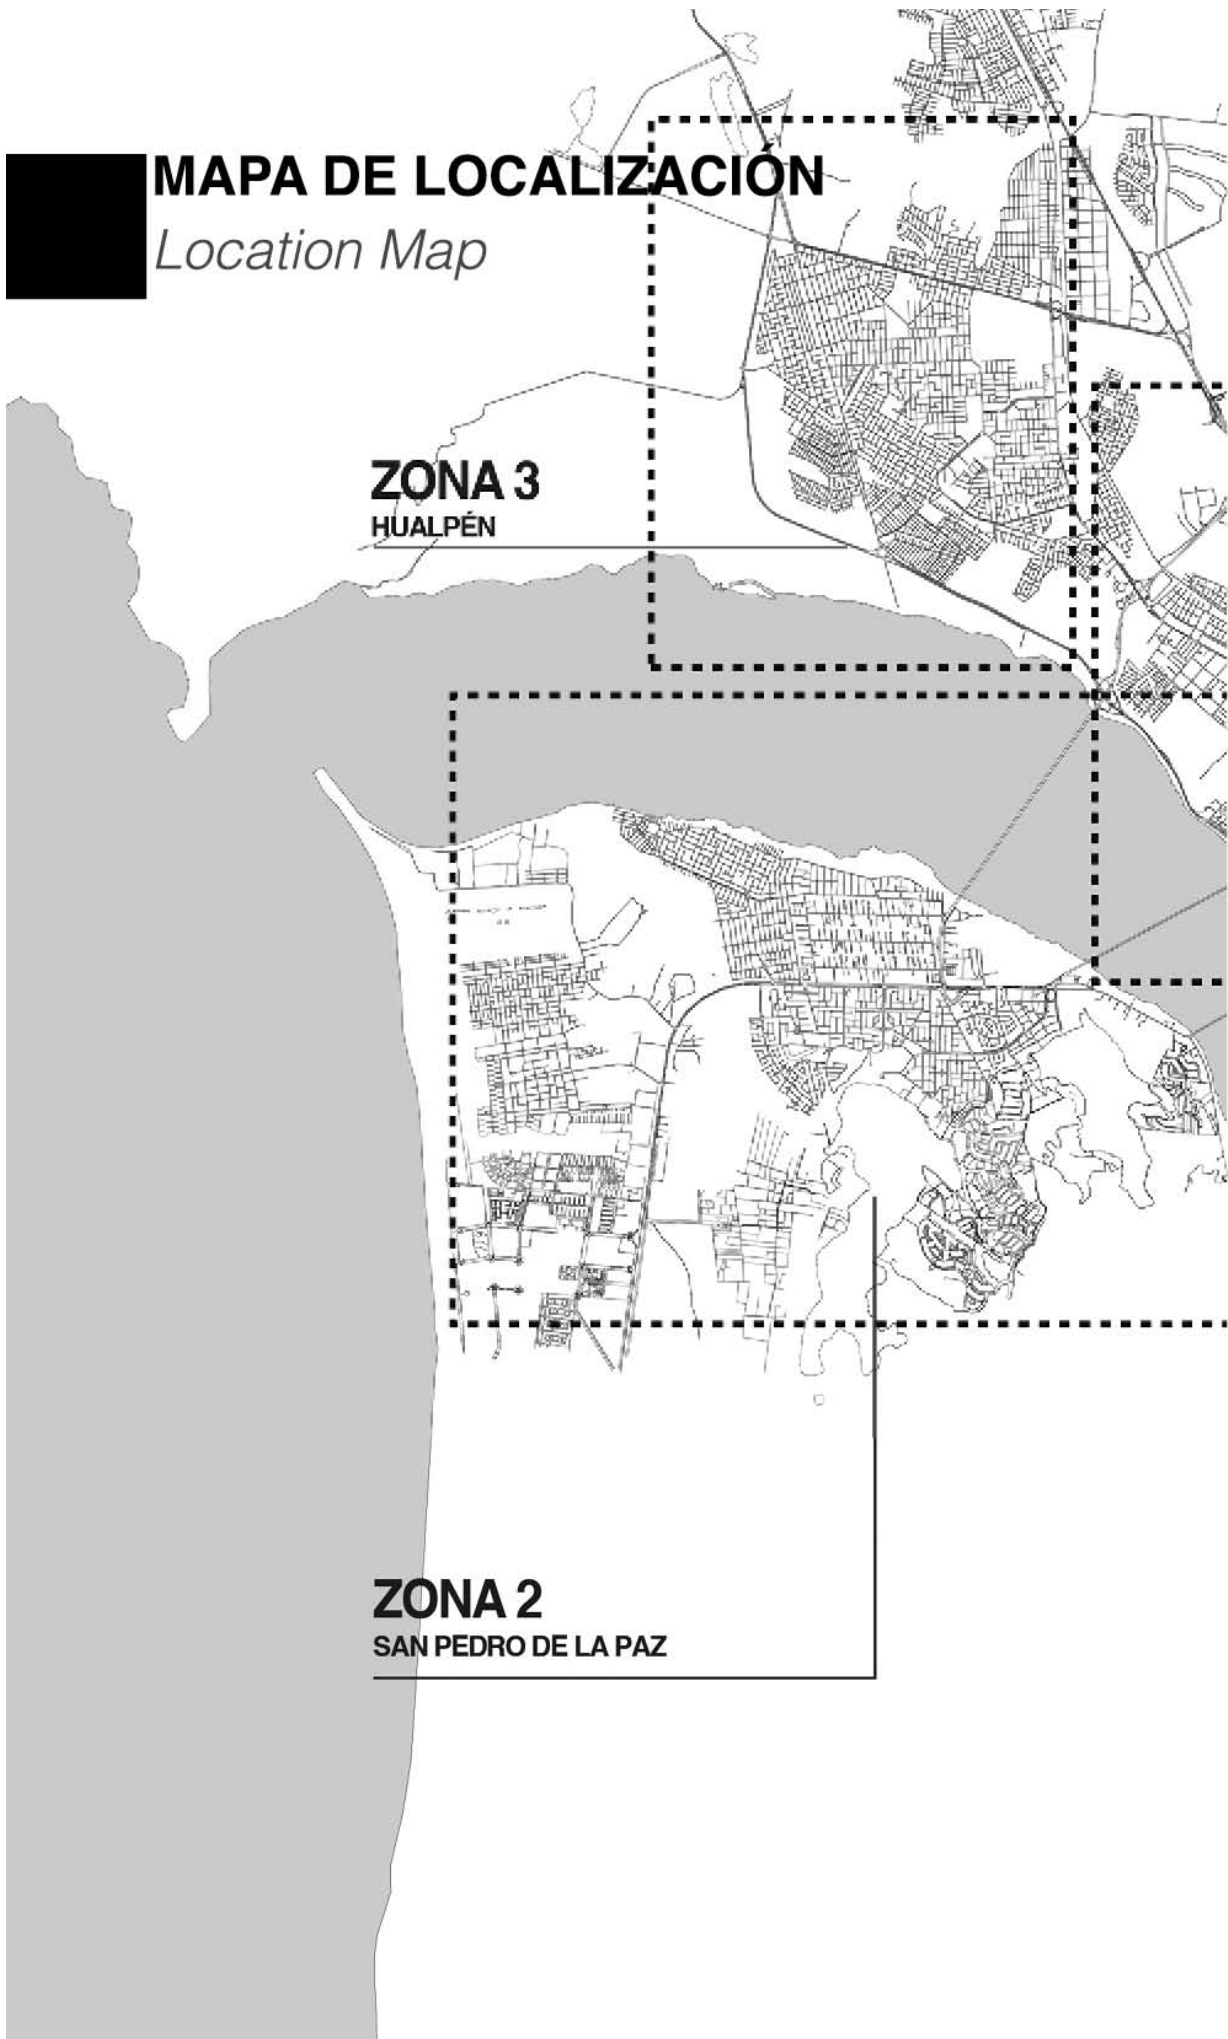 MAPA DE LOCALIZACIÓN
Location Map
ZONA 3
HUALPÉN
ZONA 2
SAN PEDRO DE LA PAZ